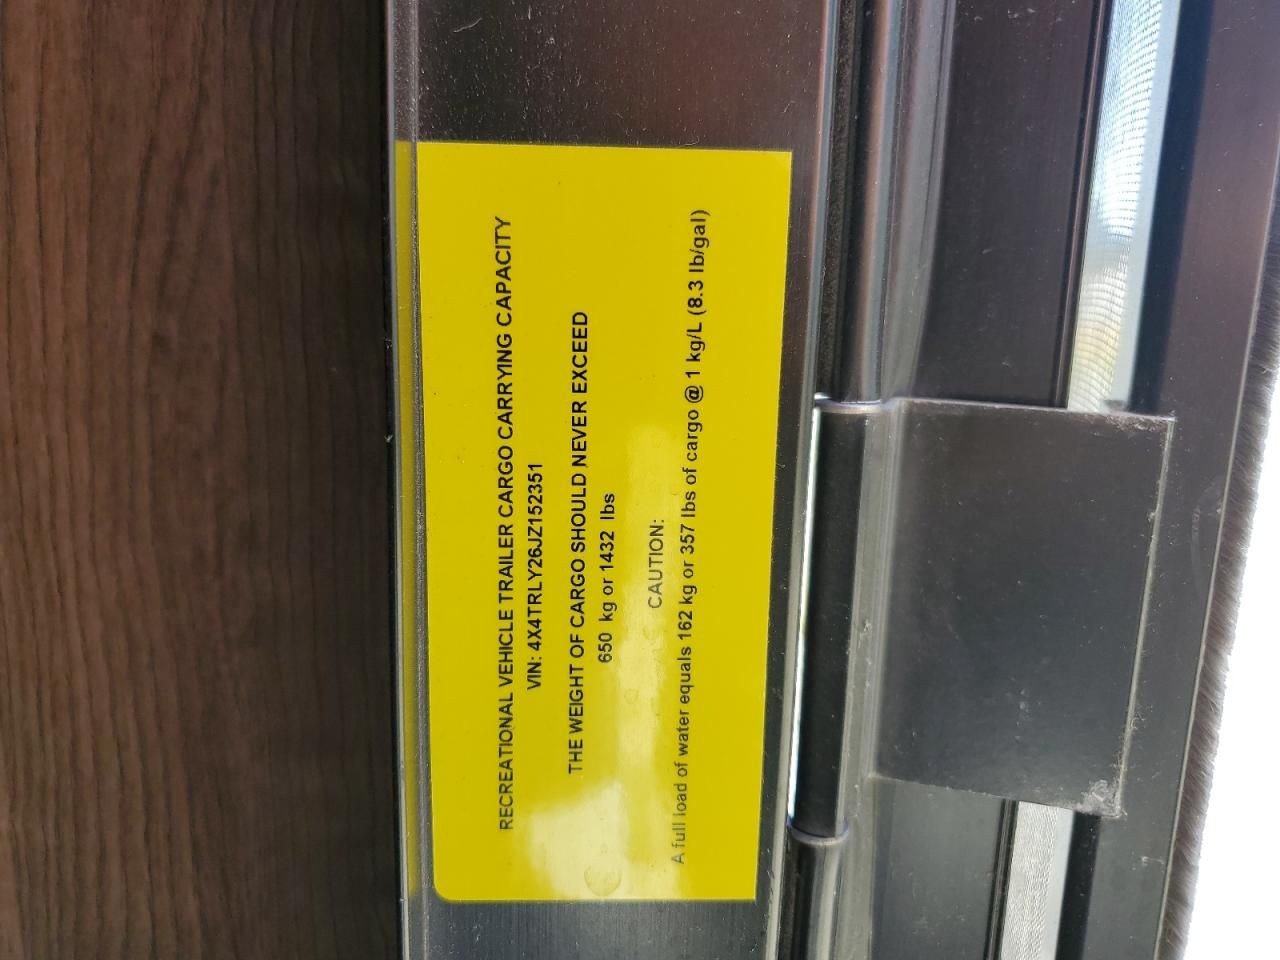 RECREATIONAL VEHICLE TRAILER CARGO CARRYING CAPACITY
VIN: 4X4TRLY26JZ152351
THE WEIGHT OF CARGO SHOULD NEVER EXCEED
650 kg or 1432 lbs
CAUTION:
A full load of water equals 162 kg or 357 lbs of cargo @ 1 kg/L (8.3 lb/gal)